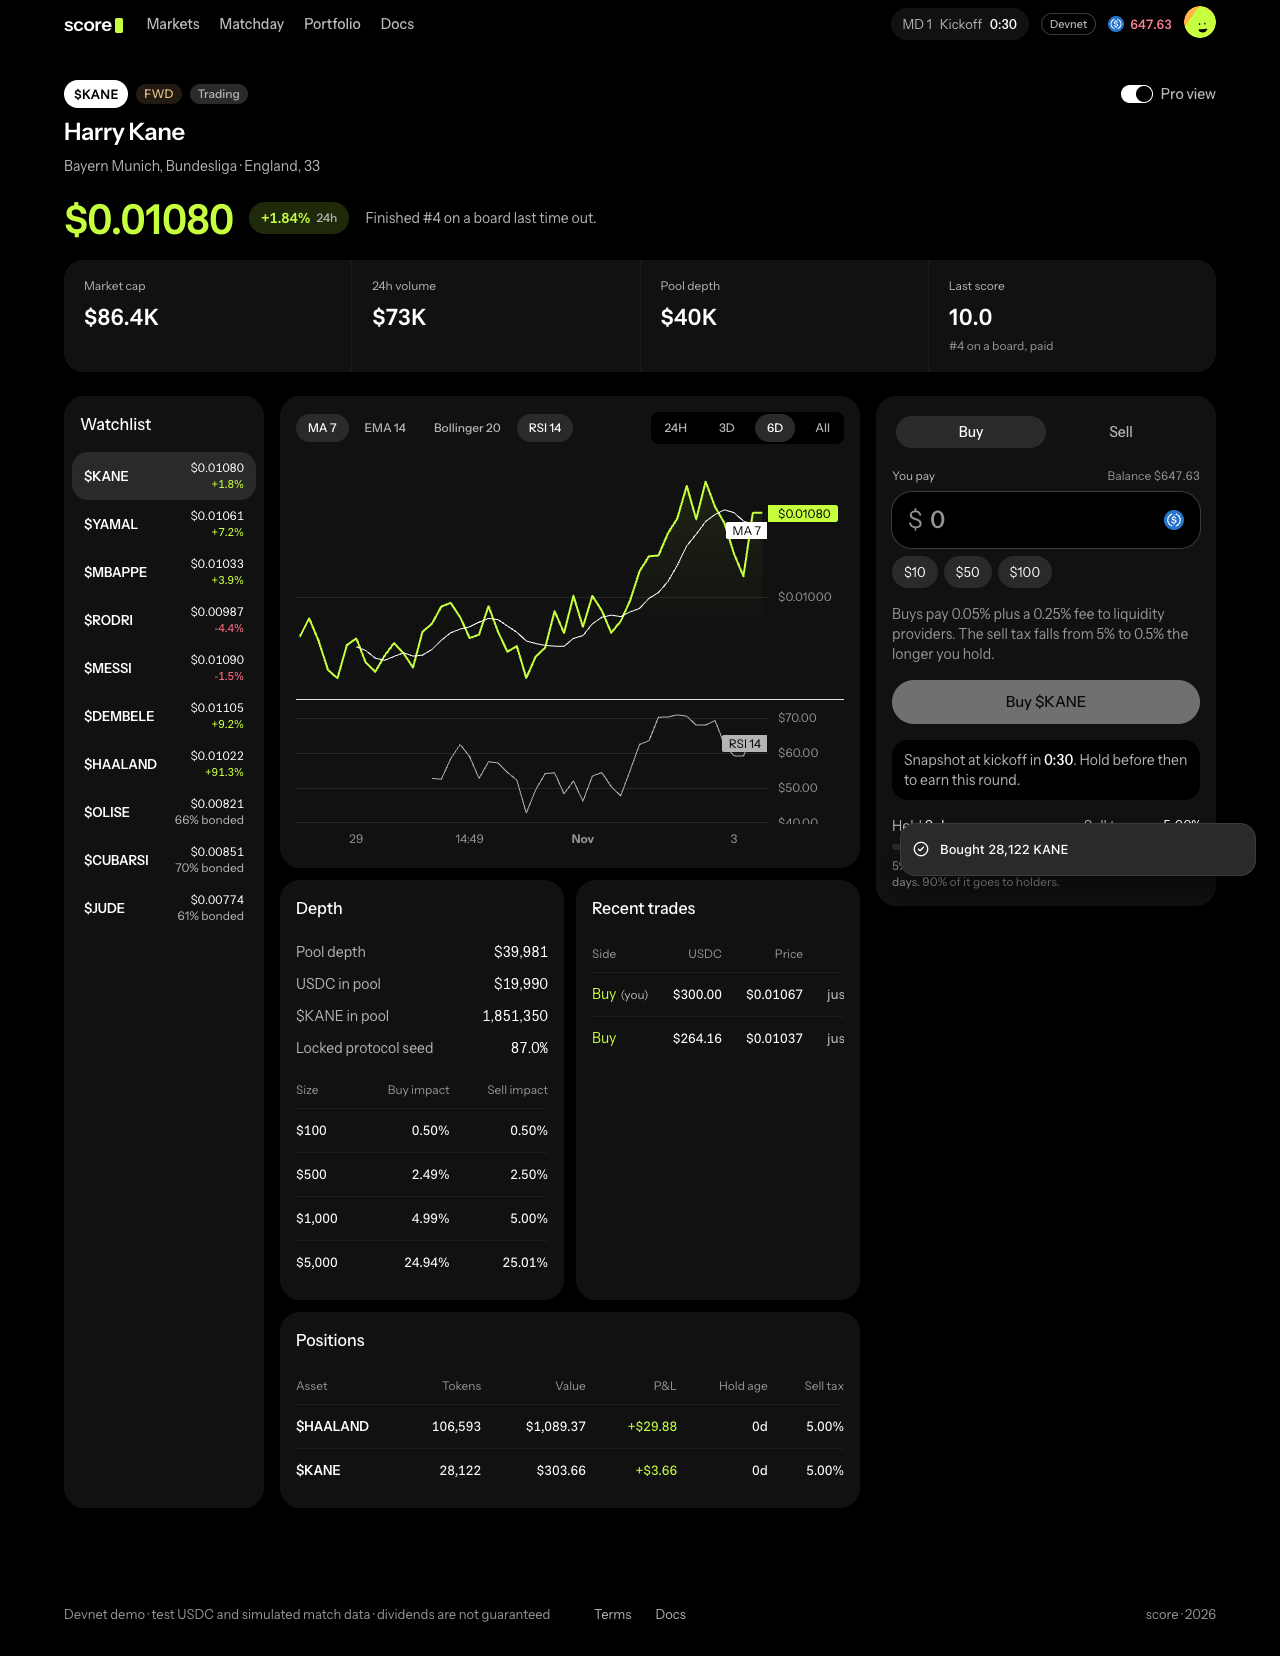 score
Markets
Matchday
Portfolio
Docs
MD 1 Kickoff 0:30
Devnet
647.63
$KANE
FWD
Trading
Pro view
Harry Kane
Bayern Munich, Bundesliga · England, 33
$0.01080
+1.84% 24h
Finished #4 on a board last time out.
Market cap
$86.4K
24h volume
$73K
Pool depth
$40K
Last score
10.0
#4 on a board, paid
Watchlist
$KANE
$0.01080
+1.8%
$YAMAL
$0.01061
+7.2%
$MBAPPE
$0.01033
+3.9%
$RODRI
$0.00987
-4.4%
$MESSI
$0.01090
-1.5%
$DEMBELE
$0.01105
+9.2%
$HAALAND
$0.01022
+91.3%
$OLISE
$0.00821
66% bonded
$CUBARSI
$0.00851
70% bonded
$JUDE
$0.00774
61% bonded
MA 7
EMA 14
Bollinger 20
RSI 14
24H
3D
6D
All
$0.01080
MA 7
$0.01000
$70.00
RSI 14
$60.00
$50.00
$40.00
29
14:49
Nov
3
Depth
Pool depth $39,981
USDC in pool $19,990
$KANE in pool 1,851,350
Locked protocol seed 87.0%
Size Buy impact Sell impact
$100 0.50% 0.50%
$500 2.49% 2.50%
$1,000 4.99% 5.00%
$5,000 24.94% 25.01%
Recent trades
Side USDC Price
Buy (you) $300.00 $0.01067 jus
Buy $264.16 $0.01037 jus
Positions
Asset Tokens Value P&L Hold age Sell tax
$HAALAND 106,593 $1,089.37 +$29.88 0d 5.00%
$KANE 28,122 $303.66 +$3.66 0d 5.00%
Buy
Sell
You pay
Balance $647.63
$ 0
$10
$50
$100
Buys pay 0.05% plus a 0.25% fee to liquidity
providers. The sell tax falls from 5% to 0.5% the
longer you hold.
Buy $KANE
Snapshot at kickoff in 0:30. Hold before then
to earn this round.
Bought 28,122 KANE
days. 90% of it goes to holders.
Devnet demo · test USDC and simulated match data · dividends are not guaranteed
Terms
Docs
score · 2026